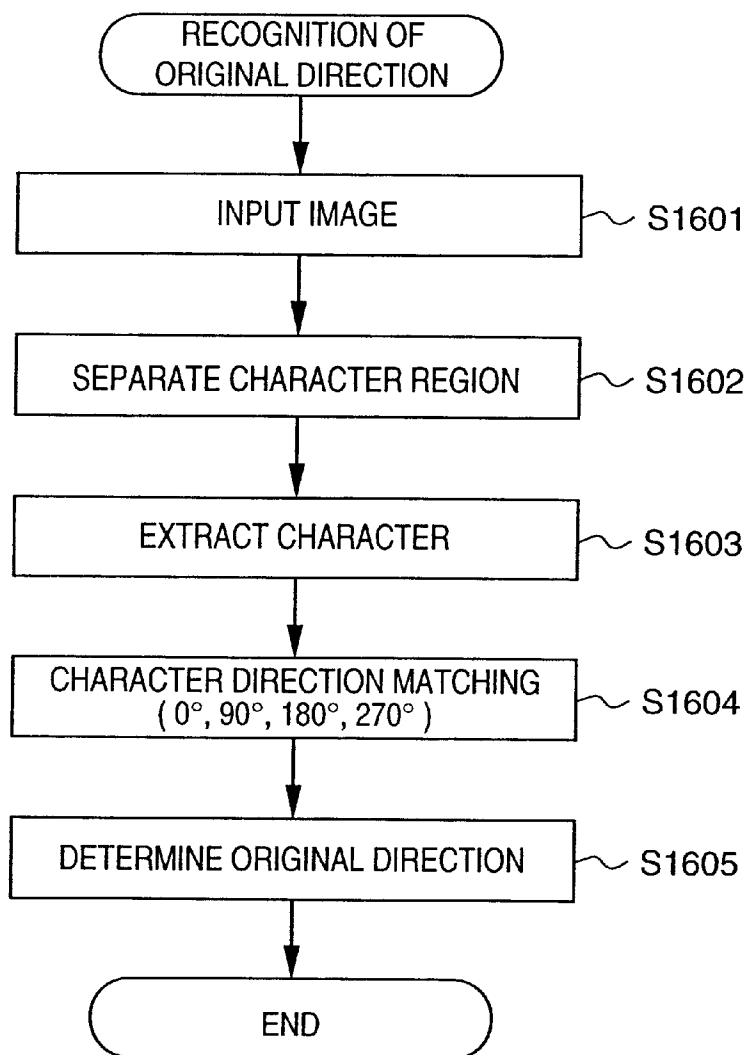 RECOGNITION OF
ORIGINAL DIRECTION
INPUT IMAGE
S1601
SEPARATE CHARACTER REGION
S1602
EXTRACT CHARACTER
S1603
CHARACTER DIRECTION MATCHING
( 0°, 90°, 180°, 270° )
S1604
DETERMINE ORIGINAL DIRECTION
S1605
END